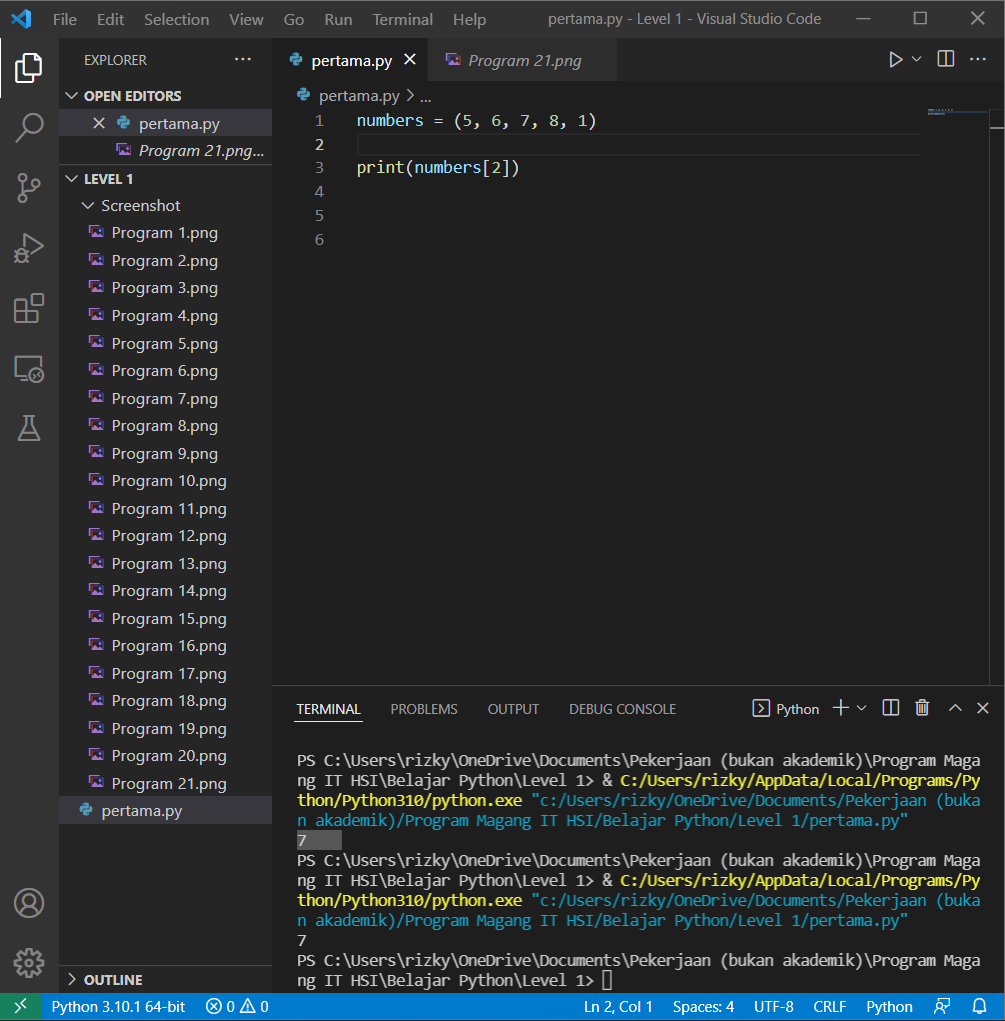 File Edit Selection View Go Run Terminal Help pertama.py - Level 1 - Visual Studio Code
EXPLORER
OPEN EDITORS
pertama.py
Program 21.png...
LEVEL 1
Screenshot
Program 1.png
Program 2.png
Program 3.png
Program 4.png
Program 5.png
Program 6.png
Program 7.png
Program 8.png
Program 9.png
Program 10.png
Program 11.png
Program 12.png
Program 13.png
Program 14.png
Program 15.png
Program 16.png
Program 17.png
Program 18.png
Program 19.png
Program 20.png
Program 21.png
pertama.py
OUTLINE
pertama.py Program 21.png
pertama.py > ...
1 numbers = (5, 6, 7, 8, 1)
2
3 print(numbers[2])
4
5
6
TERMINAL PROBLEMS OUTPUT DEBUG CONSOLE Python
PS C:\Users\rizky\OneDrive\Documents\Pekerjaan (bukan akademik)\Program Maga
ng IT HSI\Belajar Python\Level 1> & C:/Users/rizky/AppData/Local/Programs/Py
thon/Python310/python.exe "c:/Users/rizky/OneDrive/Documents/Pekerjaan (buka
n akademik)/Program Magang IT HSI/Belajar Python/Level 1/pertama.py"
7
PS C:\Users\rizky\OneDrive\Documents\Pekerjaan (bukan akademik)\Program Maga
ng IT HSI\Belajar Python\Level 1> & C:/Users/rizky/AppData/Local/Programs/Py
thon/Python310/python.exe "c:/Users/rizky/OneDrive/Documents/Pekerjaan (buka
n akademik)/Program Magang IT HSI/Belajar Python/Level 1/pertama.py"
7
PS C:\Users\rizky\OneDrive\Documents\Pekerjaan (bukan akademik)\Program Maga
ng IT HSI\Belajar Python\Level 1>
Python 3.10.1 64-bit 0 0 Ln 2, Col 1 Spaces: 4 UTF-8 CRLF Python